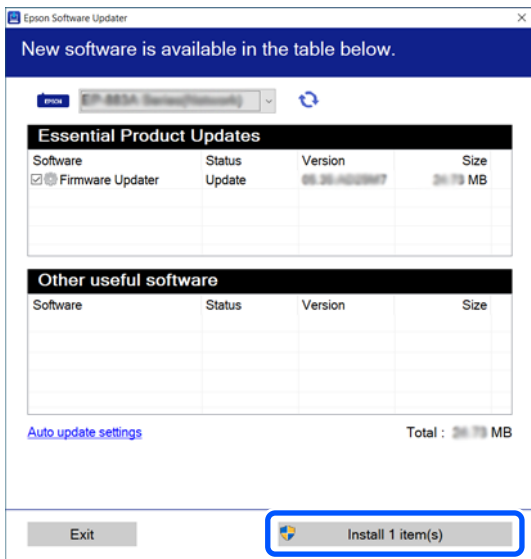 Epson Software Updater
New software is available in the table below.
EPSON
Essential Product Updates
Software Status Version Size
Firmware Updater Update MB
Other useful software
Software Status Version Size
Auto update settings Total : MB
Exit Install 1 item(s)